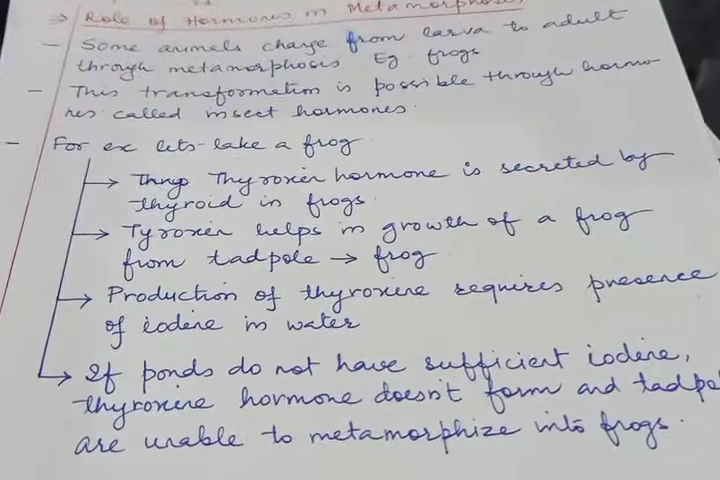 ⇒ Role of Hormones in Metamorphosis
- Some animals change from larva to adult
through metamorphosis Eg. frogs
- This transformation is possible through hormo-
nes called insect hormones.
- For ex lets take a frog
→ Thryo Thyroxin hormone is secreted by
thyroid in frogs.
→ Tyroxin helps in growth of a frog
from tadpole → frog
→ Production of thyroxine requires presence
of iodine in water
→ If ponds do not have sufficient iodine,
thyroxine hormone doesn't form and tadpo
are unable to metamorphize into frogs.